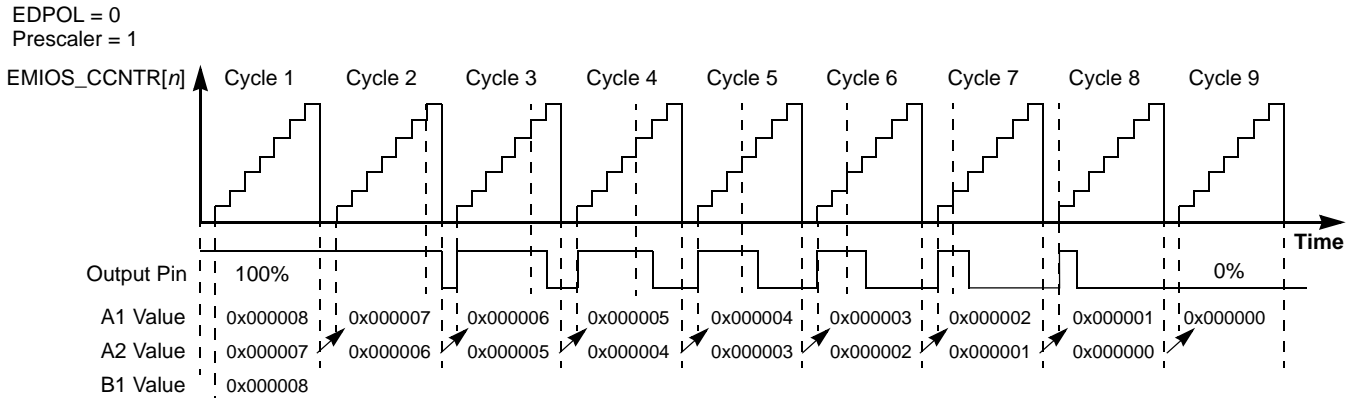 EDPOL = 0
Prescaler = 1
EMIOS_CCNTR[n] Cycle 1 Cycle 2 Cycle 3 Cycle 4 Cycle 5 Cycle 6 Cycle 7 Cycle 8 Cycle 9
Time
Output Pin 100% 0%
A1 Value 0x000008 0x000007 0x000006 0x000005 0x000004 0x000003 0x000002 0x000001 0x000000
A2 Value 0x000007 0x000006 0x000005 0x000004 0x000003 0x000002 0x000001 0x000000
B1 Value 0x000008